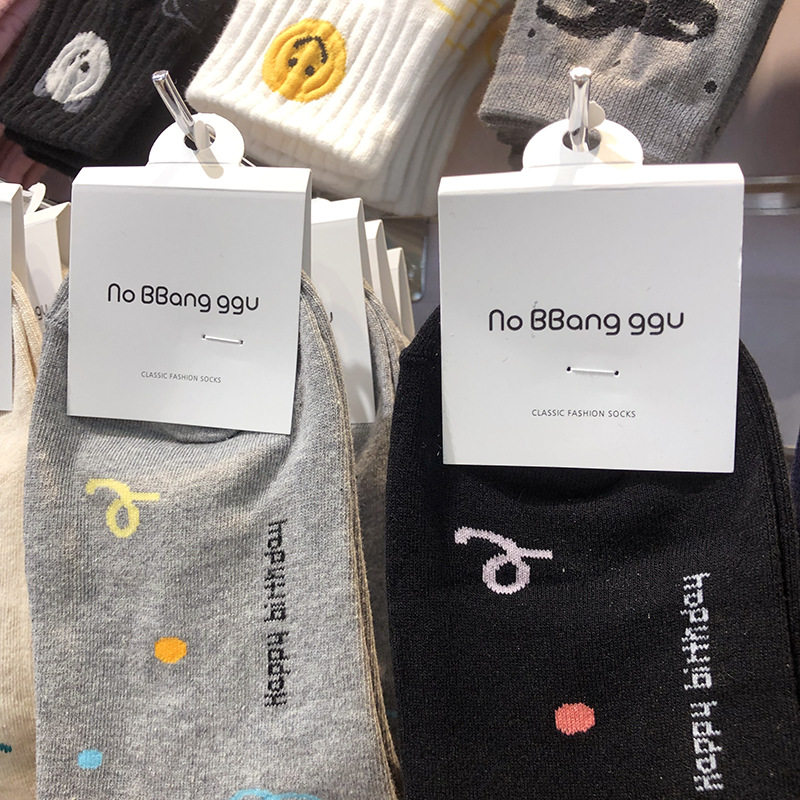 No BBang ggu
CLASSIC FASHION SOCKS
Happy birthday
No BBang ggu
CLASSIC FASHION SOCKS
Happy birthday